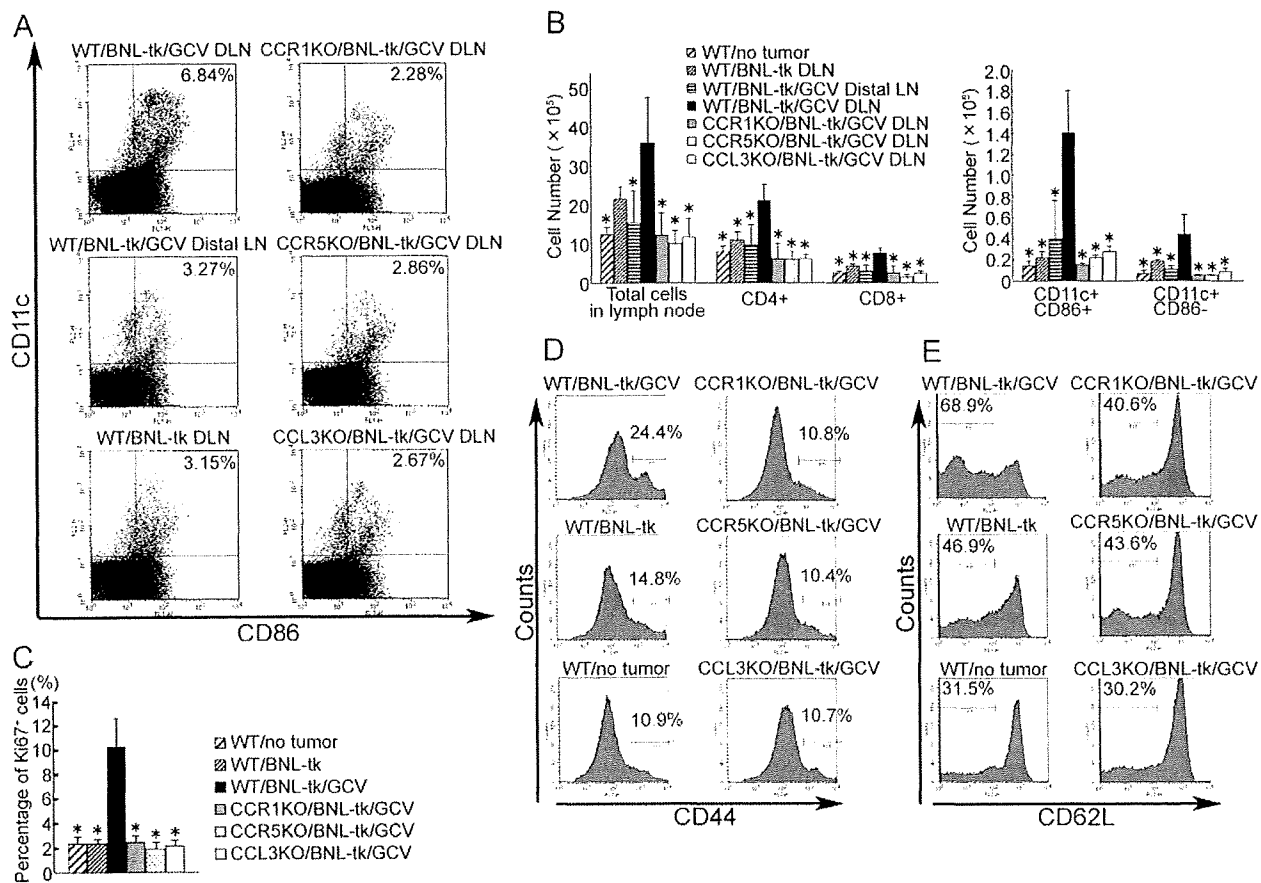 A
WT/BNL-tk/GCV DLN
CCR1KO/BNL-tk/GCV DLN
6.84%
2.28%
WT/BNL-tk/GCV Distal LN
CCR5KO/BNL-tk/GCV DLN
3.27%
2.86%
WT/BNL-tk DLN
CCL3KO/BNL-tk/GCV DLN
3.15%
2.67%
CD11c
CD86
B
WT/no tumor
WT/BNL-tk DLN
WT/BNL-tk/GCV Distal LN
WT/BNL-tk/GCV DLN
CCR1KO/BNL-tk/GCV DLN
CCR5KO/BNL-tk/GCV DLN
CCL3KO/BNL-tk/GCV DLN
Cell Number (×10⁵)
50
40
30
20
10
0
* * * * *
* * * * * *
* * * * * *
Total cells
in lymph node
CD4+
CD8+
Cell Number (×10⁵)
2.0
1.8
1.6
1.4
1.2
1.0
0.8
0.6
0.4
0.2
0
* * * * * *
* * * * * *
CD11c+
CD86+
CD11c+
CD86-
C
Percentage of Ki67⁺ cells (%)
14
12
10
8
6
4
2
0
* * * * *
WT/no tumor
WT/BNL-tk
WT/BNL-tk/GCV
CCR1KO/BNL-tk/GCV
CCR5KO/BNL-tk/GCV
CCL3KO/BNL-tk/GCV
D
WT/BNL-tk/GCV
CCR1KO/BNL-tk/GCV
24.4%
10.8%
WT/BNL-tk
CCR5KO/BNL-tk/GCV
14.8%
10.4%
WT/no tumor
CCL3KO/BNL-tk/GCV
10.9%
10.7%
Counts
CD44
E
WT/BNL-tk/GCV
CCR1KO/BNL-tk/GCV
68.9%
40.6%
WT/BNL-tk
CCR5KO/BNL-tk/GCV
46.9%
43.6%
WT/no tumor
CCL3KO/BNL-tk/GCV
31.5%
30.2%
Counts
CD62L